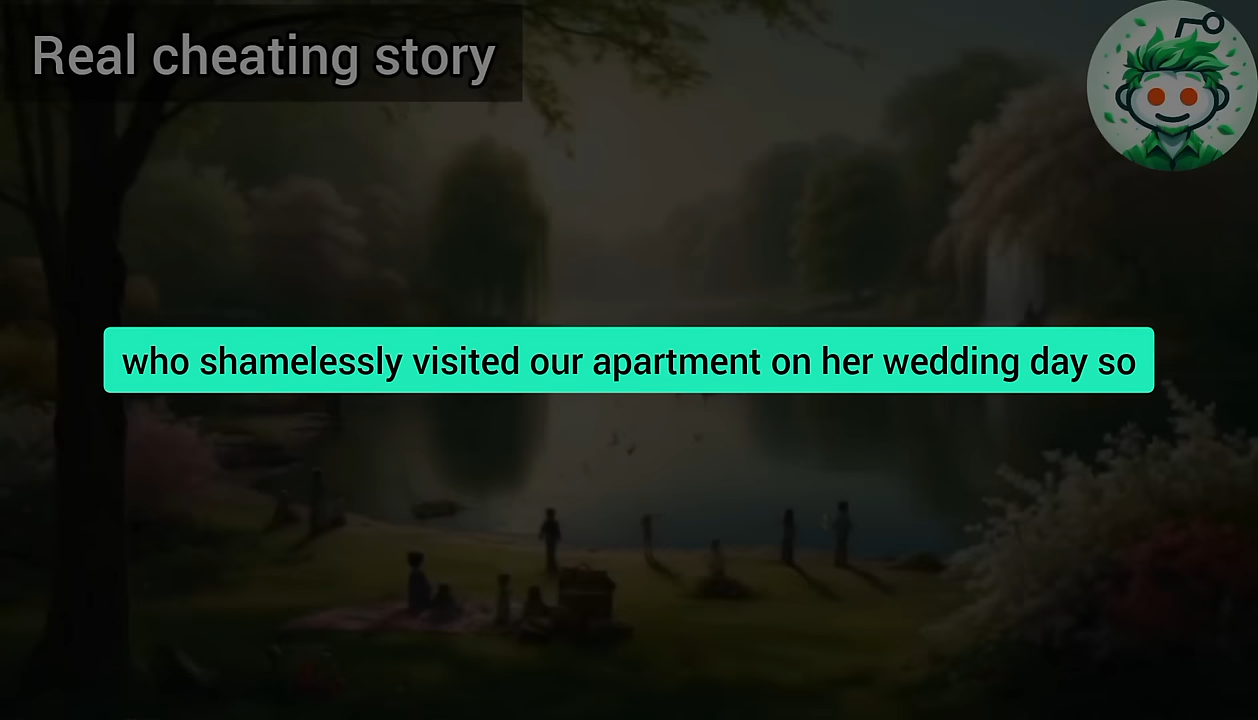 Real cheating story
who shamelessly visited our apartment on her wedding day so